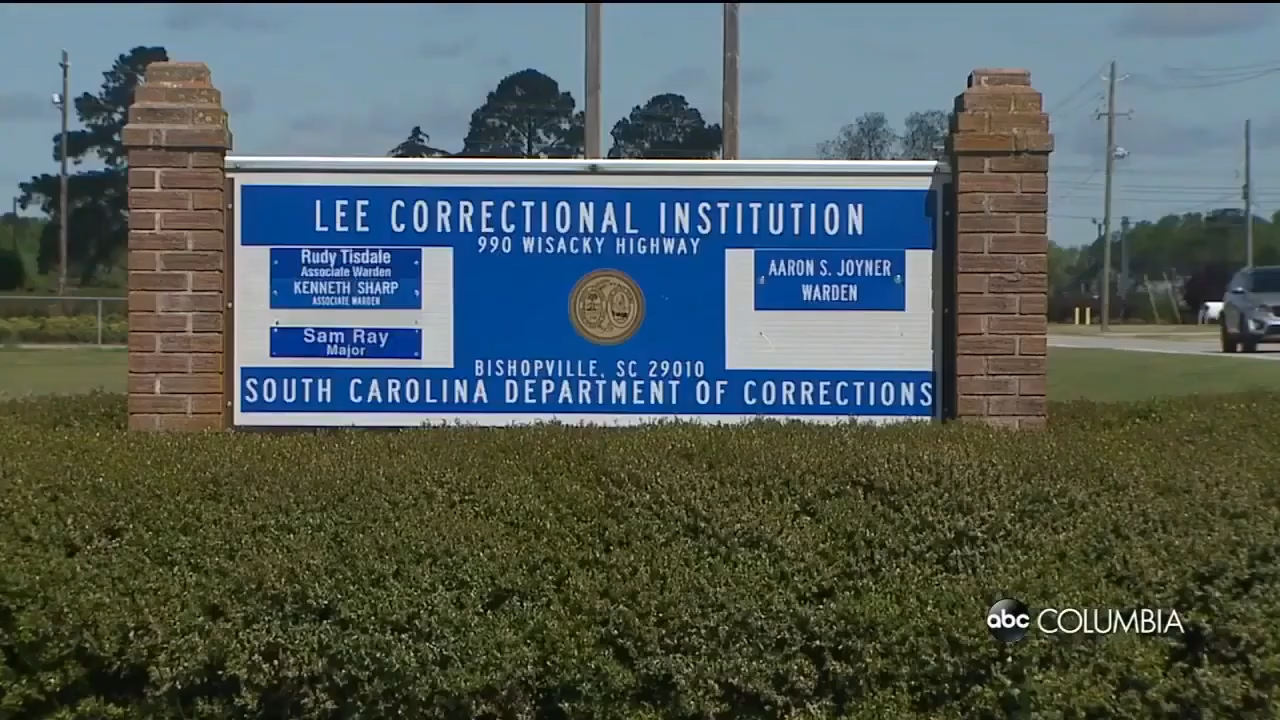 LEE CORRECTIONAL INSTITUTION
990 WISACKY HIGHWAY
Rudy Tisdale
Associate Warden
KENNETH SHARP
ASSOCIATE WARDEN
Sam Ray
Major
AARON S. JOYNER
WARDEN
BISHOPVILLE, SC 29010
SOUTH CAROLINA DEPARTMENT OF CORRECTIONS
abc COLUMBIA